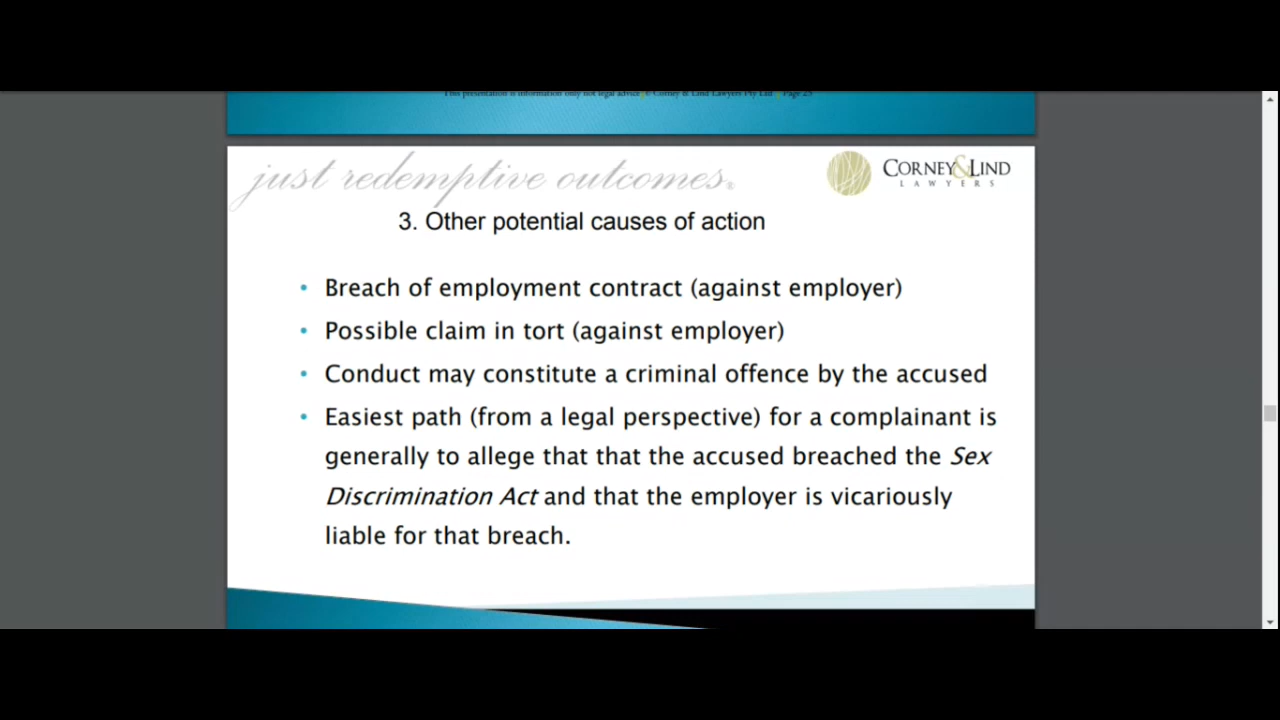 This presentation is information only not legal advice © Corney & Lind Lawyers Pty Ltd Page 25
just redemptive outcomes.®
CORNEY&LIND
LAWYERS
3. Other potential causes of action
• Breach of employment contract (against employer)
• Possible claim in tort (against employer)
• Conduct may constitute a criminal offence by the accused
• Easiest path (from a legal perspective) for a complainant is
generally to allege that that the accused breached the Sex
Discrimination Act and that the employer is vicariously
liable for that breach.